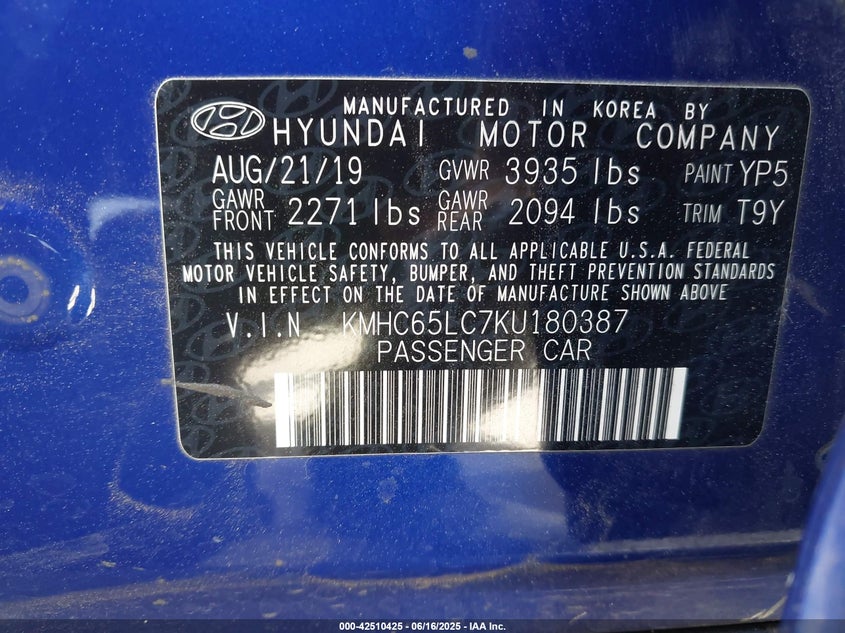 MANUFACTURED IN KOREA BY
HYUNDAI MOTOR COMPANY
AUG/21/19 GVWR 3935 lbs PAINT YP5
GAWR FRONT 2271 lbs GAWR REAR 2094 lbs TRIM T9Y
THIS VEHICLE CONFORMS TO ALL APPLICABLE U.S.A. FEDERAL
MOTOR VEHICLE SAFETY, BUMPER, AND THEFT PREVENTION STANDARDS
IN EFFECT ON THE DATE OF MANUFACTURE SHOWN ABOVE
V.I.N KMHC65LC7KU180387
PASSENGER CAR
000-42510425 - 06/16/2025 - IAA Inc.